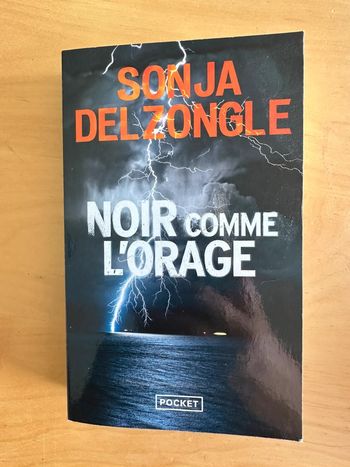 SONJA
DELZONGLE
NOIR COMME
L'ORAGE
POCKET